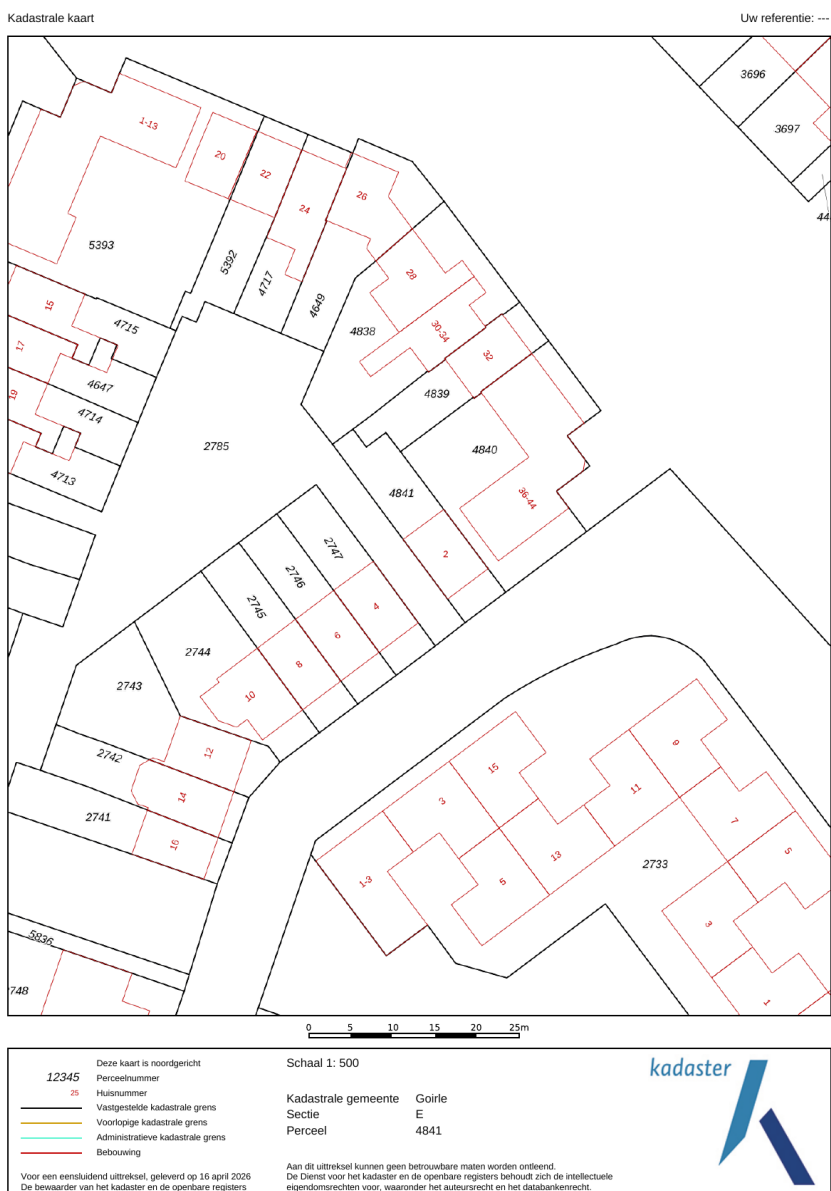 Kadastrale kaart
Uw referentie: ---
3696
3697
44
1-13
20
22
24
26
5393
5392
4717
4649
28
4838
30-34
32
15
4715
17
4647
19
4714
4713
2785
4839
4840
4841
36-44
2
2747
2746
2745
4
6
8
10
2744
2743
2742
12
14
2741
16
15
3
9
11
7
1-3
13
5
2733
5
3
1
5836
748
0 5 10 15 20 25m
Deze kaart is noordgericht
12345 Perceelnummer
25 Huisnummer
Vastgestelde kadastrale grens
Voorlopige kadastrale grens
Administratieve kadastrale grens
Bebouwing
Voor een eensluidend uittreksel, geleverd op 16 april 2026
De bewaarder van het kadaster en de openbare registers
Schaal 1: 500
Kadastrale gemeente Goirle
Sectie E
Perceel 4841
Aan dit uittreksel kunnen geen betrouwbare maten worden ontleend.
De Dienst voor het kadaster en de openbare registers behoudt zich de intellectuele
eigendomsrechten voor, waaronder het auteursrecht en het databankenrecht.
kadaster